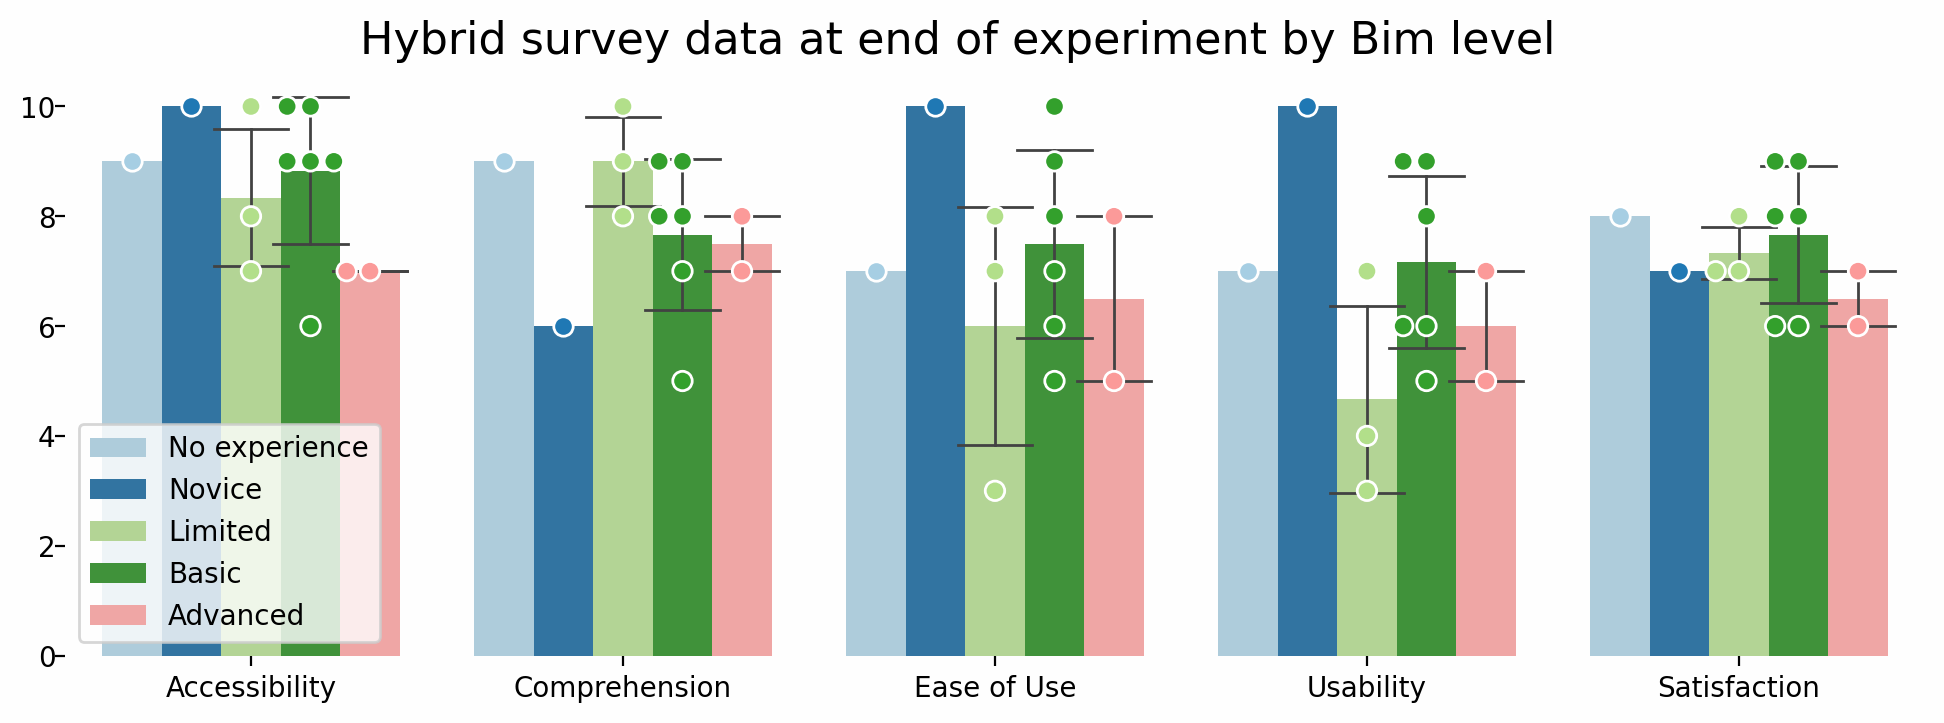 Hybrid survey data at end of experiment by Bim level
10
8
6
4
2
0
No experience
Novice
Limited
Basic
Advanced
Accessibility
Comprehension
Ease of Use
Usability
Satisfaction